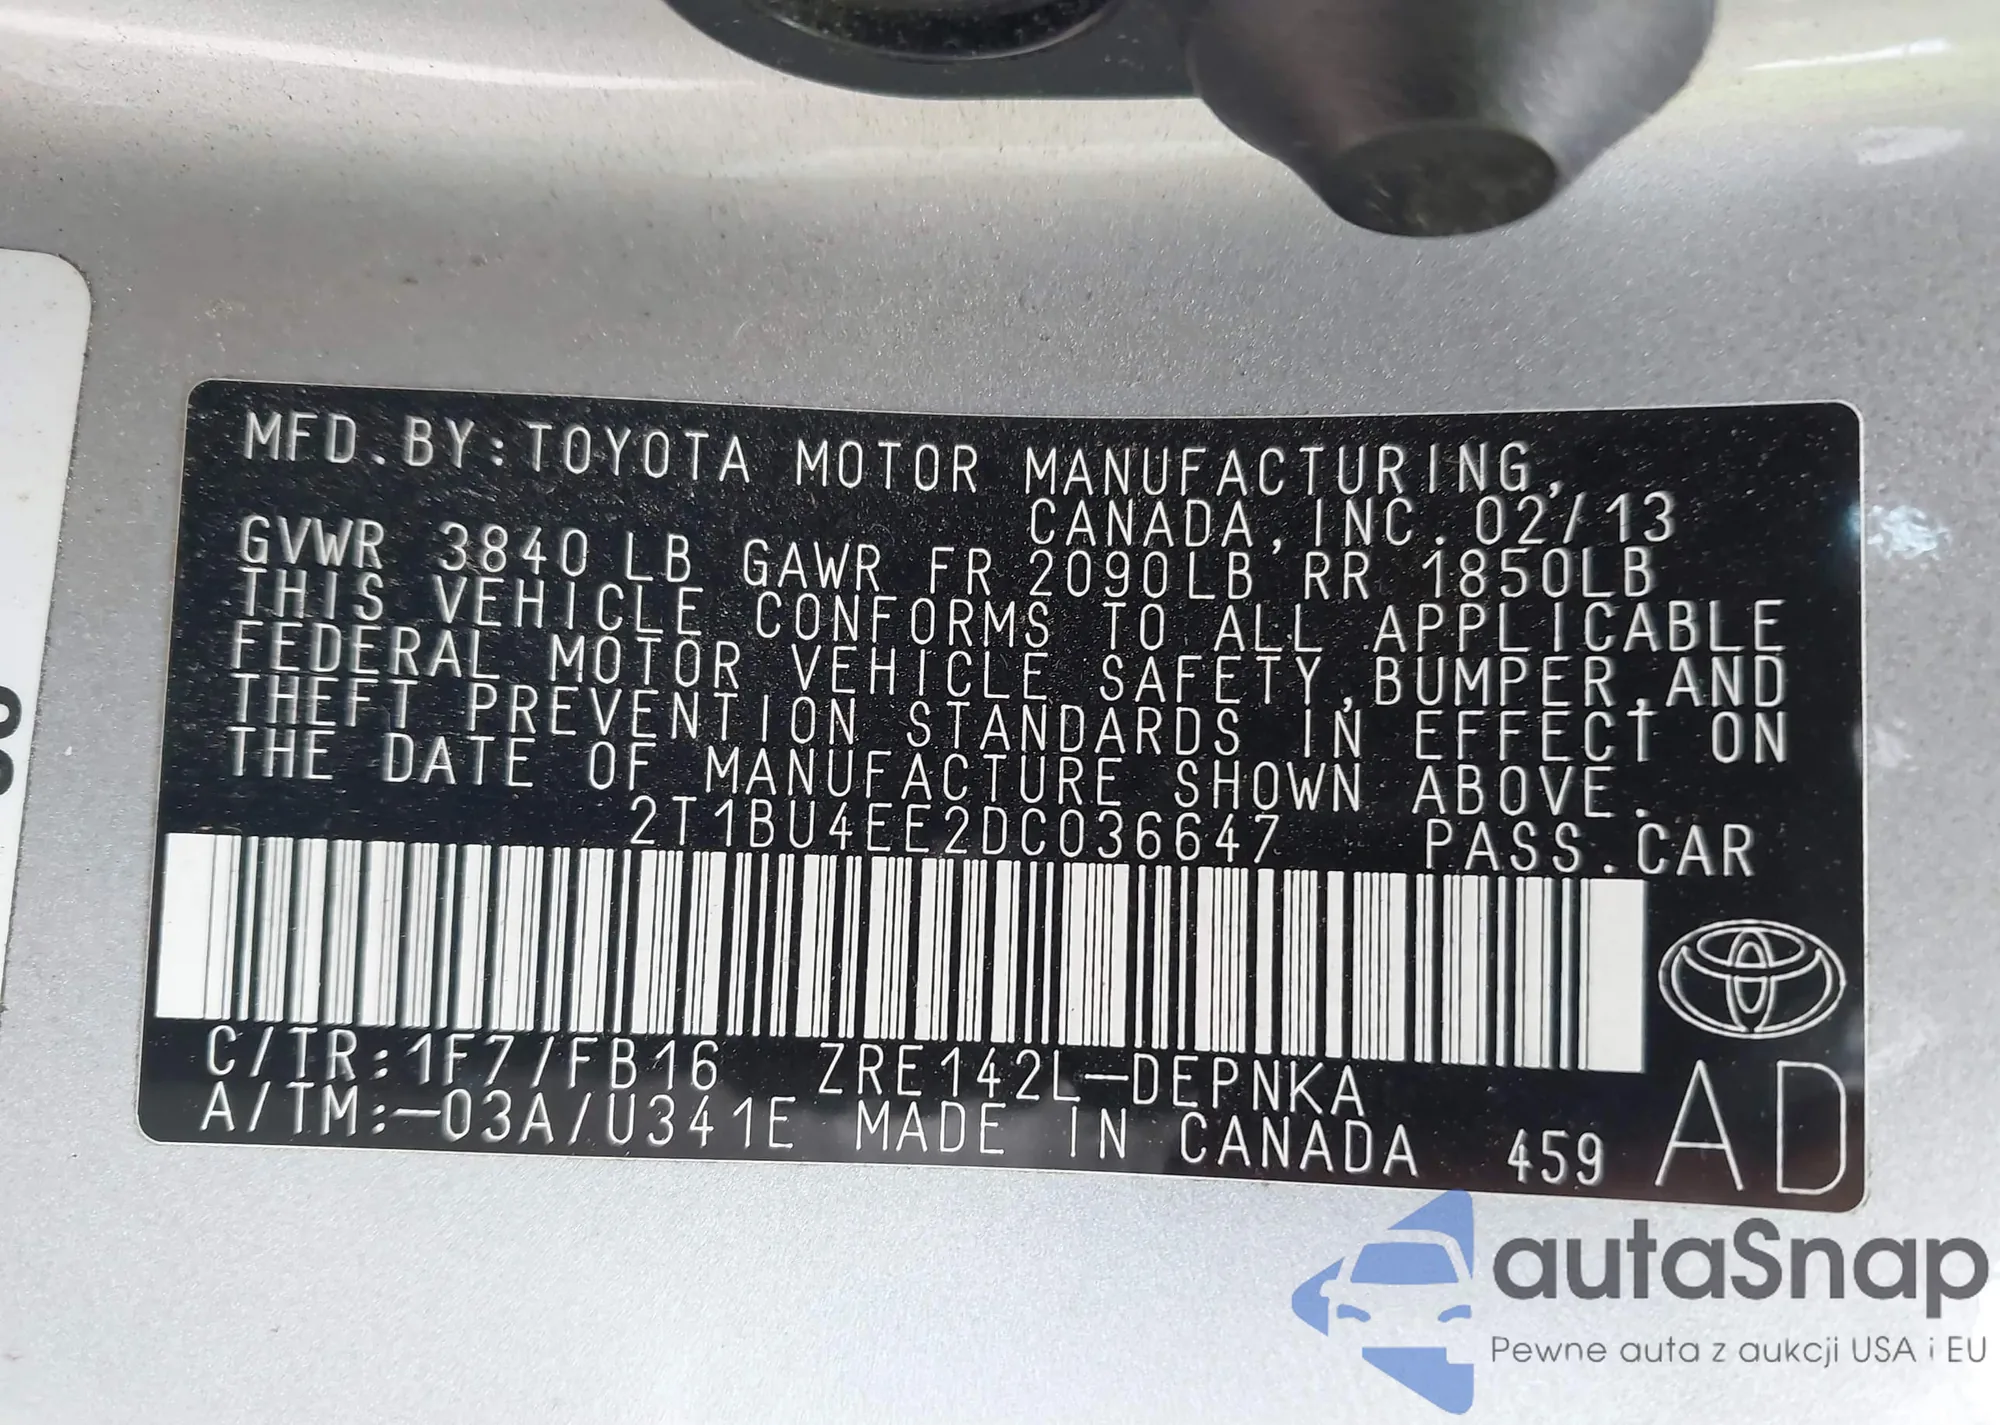 MFD.BY:TOYOTA MOTOR MANUFACTURING,
CANADA,INC. 02/13
GVWR 3840LB GAWR FR 2090LB RR 1850LB
THIS VEHICLE CONFORMS TO ALL APPLICABLE
FEDERAL MOTOR VEHICLE SAFETY,BUMPER,AND
THEFT PREVENTION STANDARDS IN EFFECT ON
THE DATE OF MANUFACTURE SHOWN ABOVE.
2T1BU4EE2DC036647 PASS.CAR
C/TR:1F7/FB16 ZRE142L-DEPNKA
A/TM:-03A/U341E MADE IN CANADA 459
AD
autaSnap
Pewne auta z aukcji USA i EU